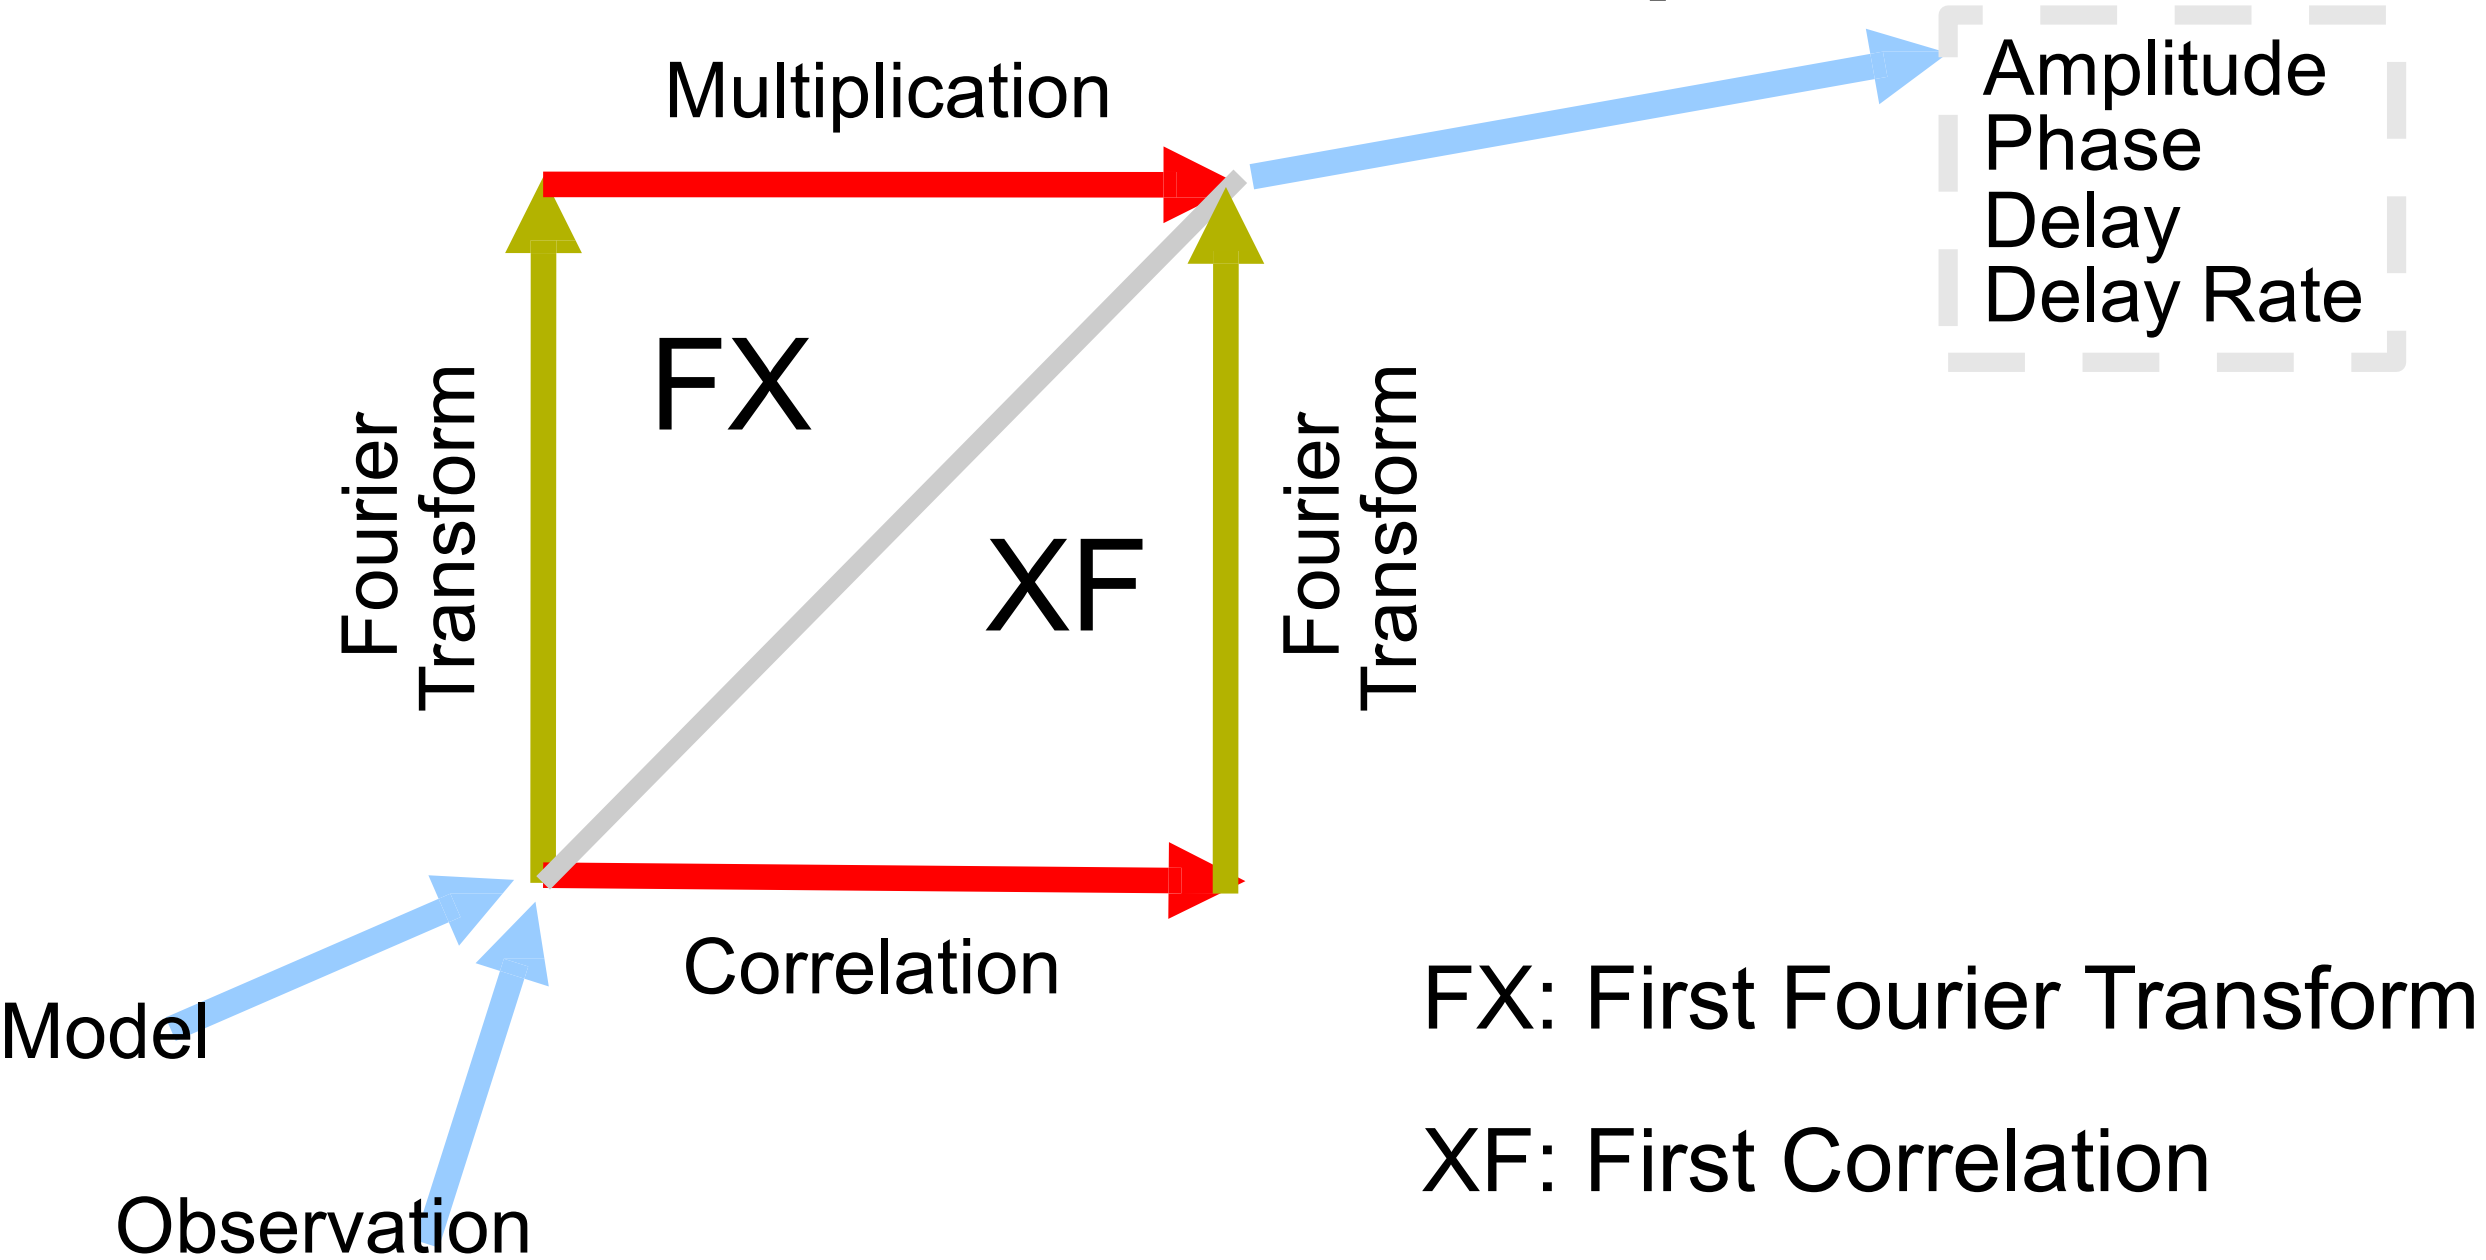 Multiplication
Amplitude
Phase
Delay
Delay Rate
FX
Fourier
Transform
XF
Fourier
Transform
Correlation
Model
Observation
FX: First Fourier Transform
XF: First Correlation